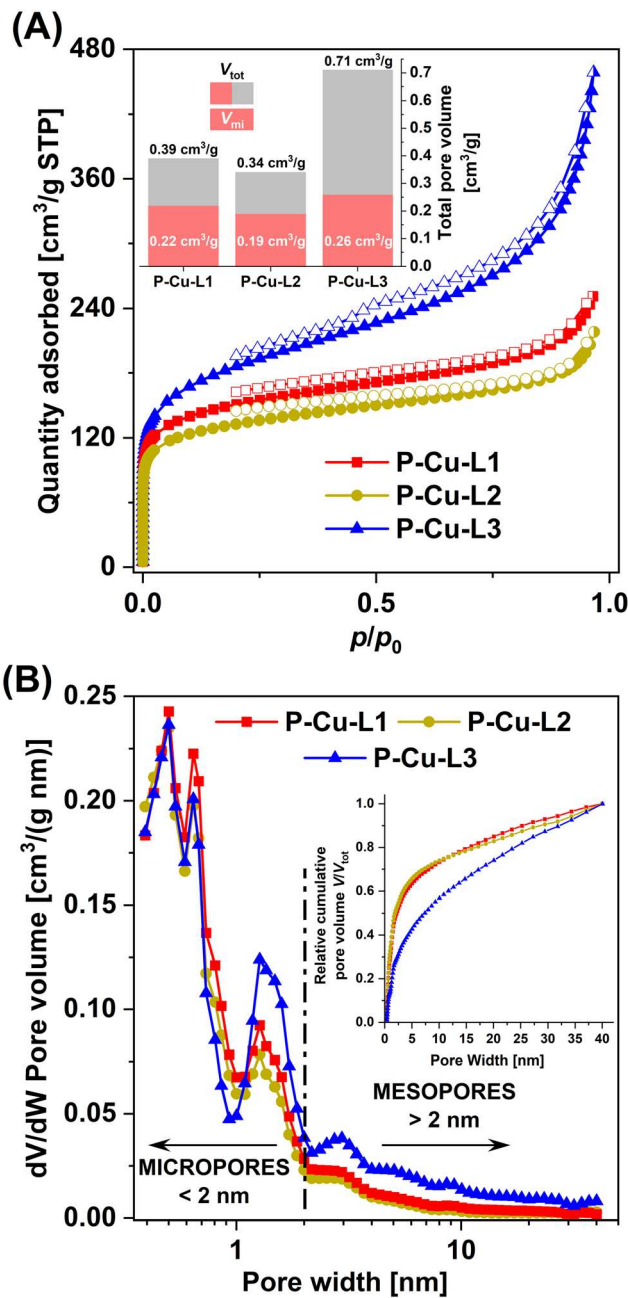 (A)
480
360
240
120
0
Quantity adsorbed [cm³/g STP]
Vtot
Vmi
0.39 cm³/g
0.34 cm³/g
0.71 cm³/g
0.22 cm³/g
0.19 cm³/g
0.26 cm³/g
P-Cu-L1
P-Cu-L2
P-Cu-L3
0.7
0.6
0.5
0.4
0.3
0.2
0.1
0.0
Total pore volume
[cm³/g]
P-Cu-L1
P-Cu-L2
P-Cu-L3
0.0
0.5
1.0
p/p₀
(B)
0.25
0.20
0.15
0.10
0.05
0.00
dV/dW Pore volume [cm³/(g nm)]
P-Cu-L1
P-Cu-L2
P-Cu-L3
1.0
0.8
0.6
0.4
0.2
0.0
Relative cumulative
pore volume V/Vtot
0
5
10
15
20
25
30
35
40
Pore Width [nm]
MESOPORES
> 2 nm
MICROPORES
< 2 nm
1
10
Pore width [nm]